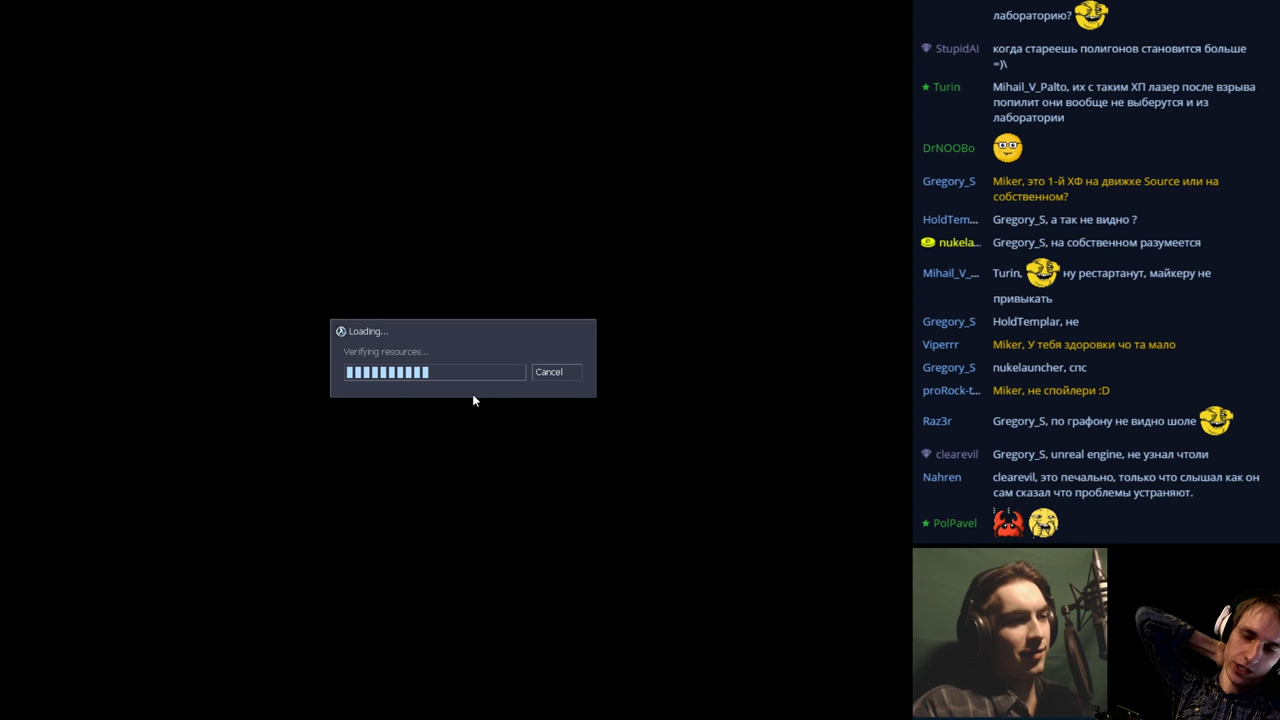 Loading...
Verifying resources...
Cancel
лабораторию?
StupidAI когда стареешь полигонов становится больше
=)\
Turin Mihail_V_Palto, их с таким ХП лазер после взрыва
попилит они вообще не выберутся и из
лаборатории
DrNOOBo
Gregory_S Miker, это 1-й ХФ на движке Source или на
собственном?
HoldTem... Gregory_S, а так не видно ?
nukela... Gregory_S, на собственном разумеется
Mihail_V_... Turin, ну рестартанут, майкеру не
привыкать
Gregory_S HoldTemplar, не
Viperrr Miker, У тебя здоровки чо та мало
Gregory_S nukelauncher, спс
proRock-t... Miker, не спойлери :D
Raz3r Gregory_S, по графону не видно шоле
clearevil Gregory_S, unreal engine, не узнал чтоли
Nahren clearevil, это печально, только что слышал как он
сам сказал что проблемы устраняют.
PolPavel